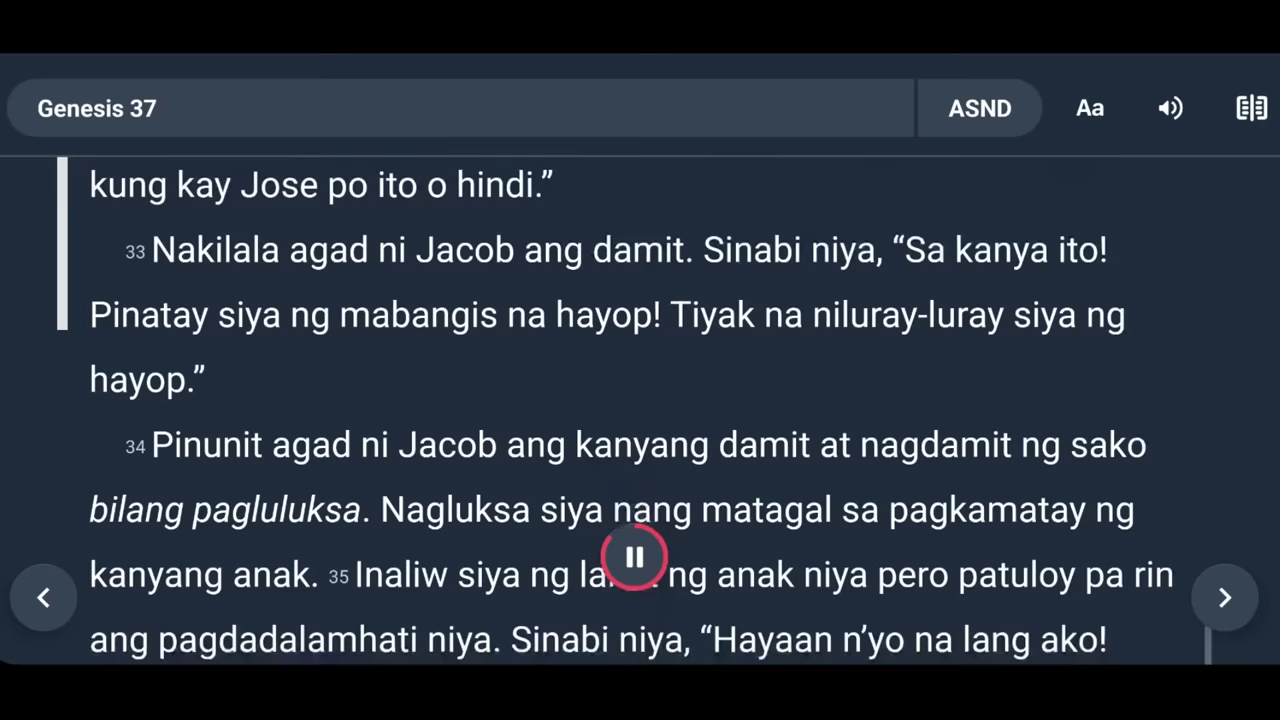 Genesis 37 ASND Aa
kung kay Jose po ito o hindi.”
33 Nakilala agad ni Jacob ang damit. Sinabi niya, “Sa kanya ito!
Pinatay siya ng mabangis na hayop! Tiyak na niluray-luray siya ng
hayop.”
34 Pinunit agad ni Jacob ang kanyang damit at nagdamit ng sako
bilang pagluluksa. Nagluksa siya nang matagal sa pagkamatay ng
kanyang anak. 35 Inaliw siya ng ng anak niya pero patuloy pa rin
ang pagdadalamhati niya. Sinabi niya, “Hayaan n’yo na lang ako!